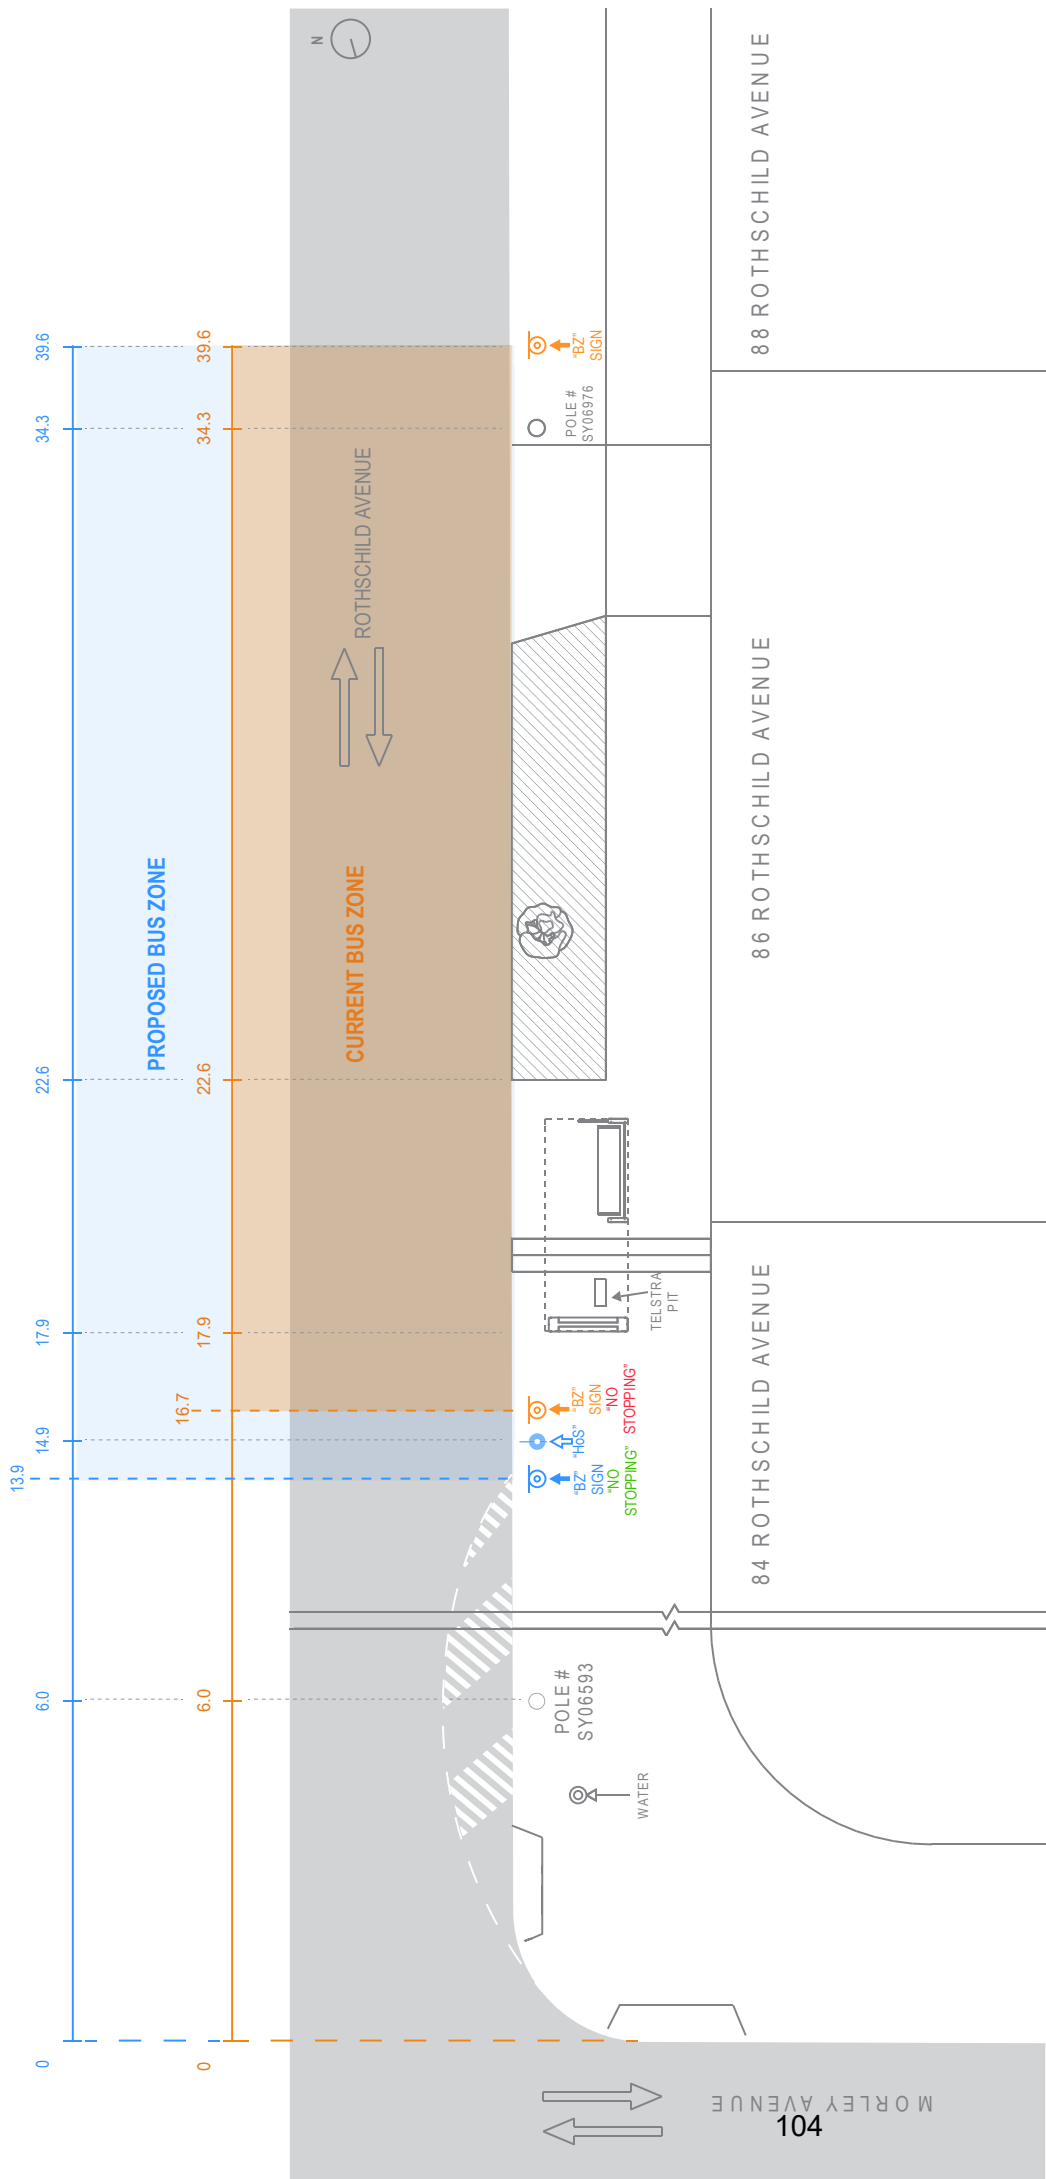 N
39.6
34.3
22.6
17.9
14.9
13.9
6.0
0
39.6
34.3
22.6
17.9
16.7
6.0
0
PROPOSED BUS ZONE
CURRENT BUS ZONE
ROTHSCHILD AVENUE
"BZ"
SIGN
POLE #
SY06976
TELSTRA
PIT
"BZ"
SIGN
"NO
STOPPING"
"HoS"
"BZ"
SIGN
"NO
STOPPING"
POLE #
SY06593
WATER
88 ROTHSCHILD AVENUE
86 ROTHSCHILD AVENUE
84 ROTHSCHILD AVENUE
MORLEY AVENUE
104